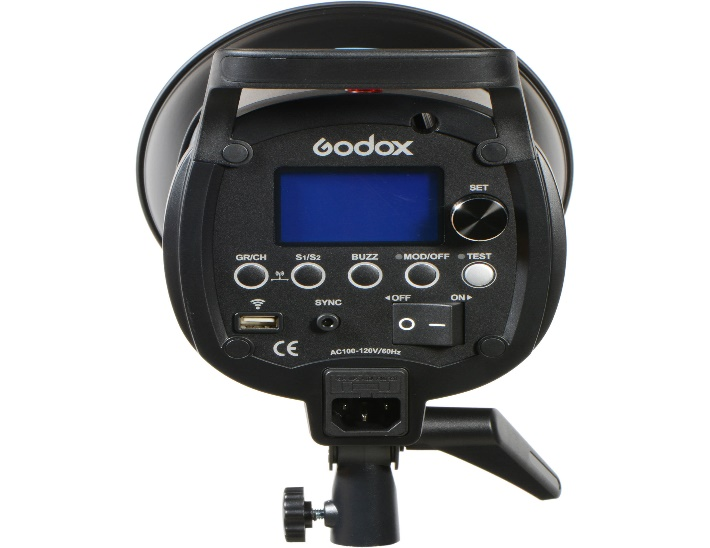 Godox
SET
GR/CH S1/S2 BUZZ MOD/OFF TEST
SYNC ◄OFF ON►
CE
AC100-120V/60Hz